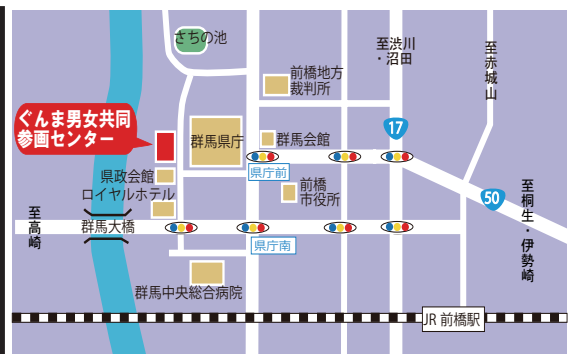 さちの池
至渋川
・沼田
至赤城山
前橋地方
裁判所
ぐんま男女共同
参画センター
17
群馬県庁
群馬会館
県庁前
県政会館
ロイヤルホテル
前橋
市役所
50
至桐生・伊勢崎
至高崎
群馬大橋
県庁南
群馬中央総合病院
JR 前橋駅